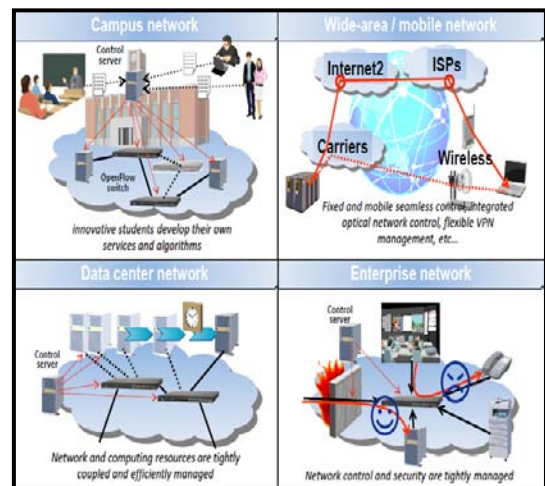 Campus network
Control
server
OpenFlow
switch
innovative students develop their own
services and algorithms
Wide-area / mobile network
Internet2
ISPs
Carriers
Wireless
Fixed and mobile seamless control, integrated
optical network control, flexible VPN
management, etc...
Data center network
Control
server
Network and computing resources are tightly
coupled and efficiently managed
Enterprise network
Control
server
Network control and security are tightly managed